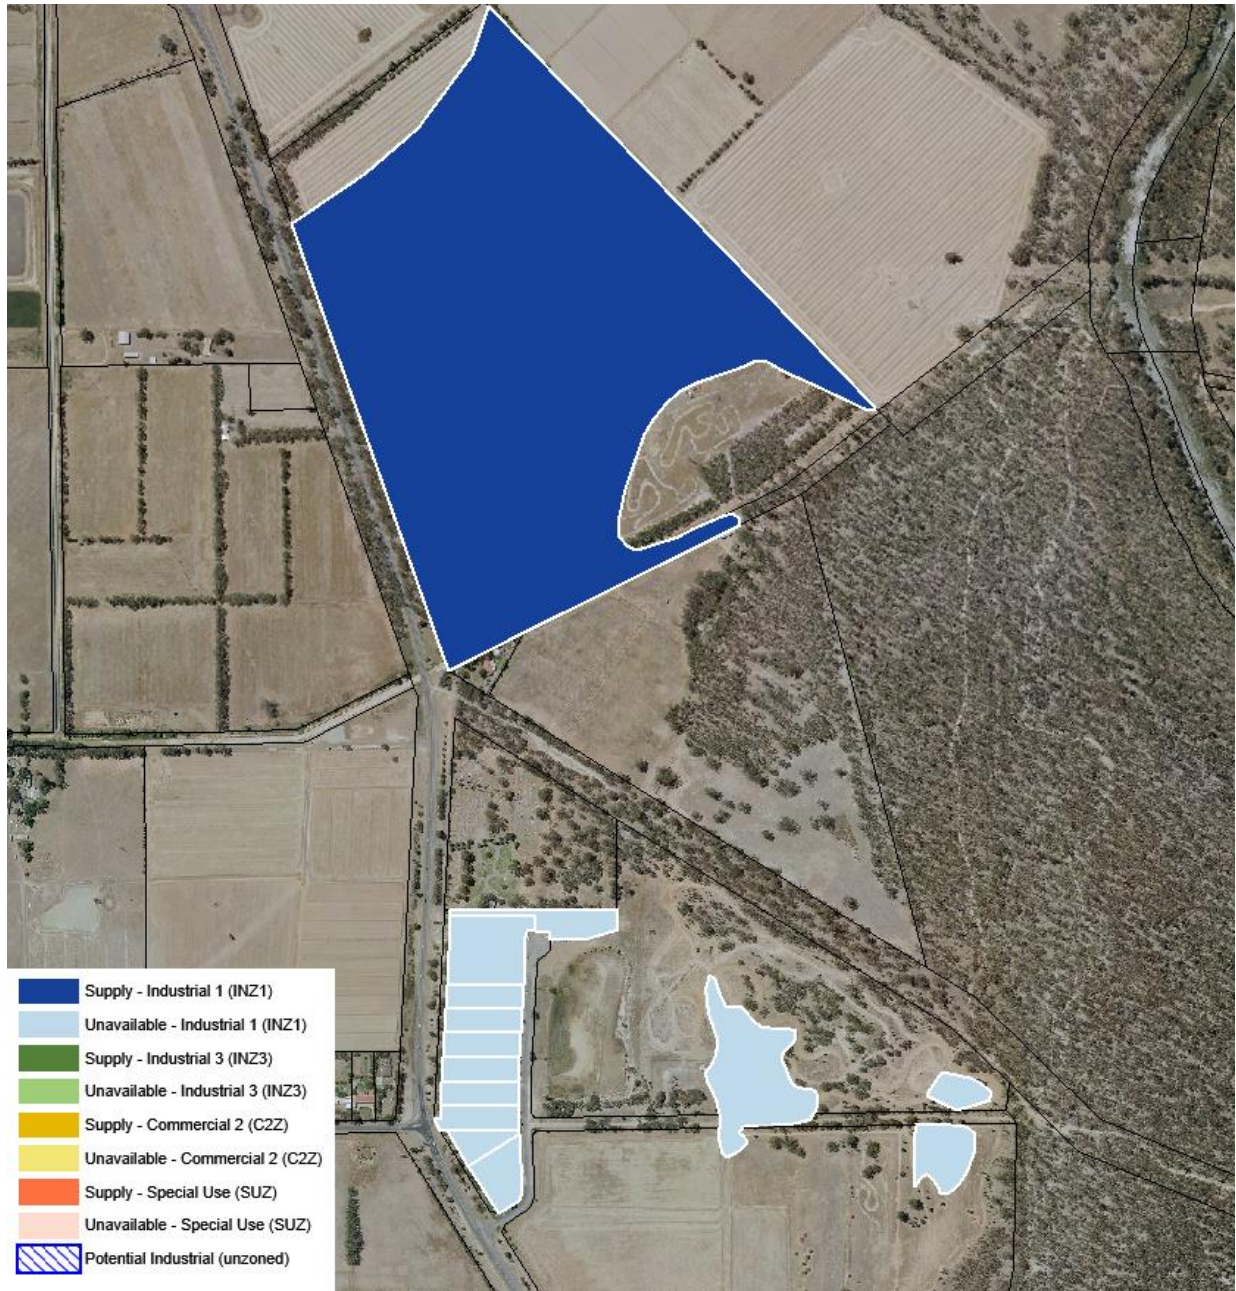 Supply - Industrial 1 (INZ1)
Unavailable - Industrial 1 (INZ1)
Supply - Industrial 3 (INZ3)
Unavailable - Industrial 3 (INZ3)
Supply - Commercial 2 (C2Z)
Unavailable - Commercial 2 (C2Z)
Supply - Special Use (SUZ)
Unavailable - Special Use (SUZ)
Potential Industrial (unzoned)